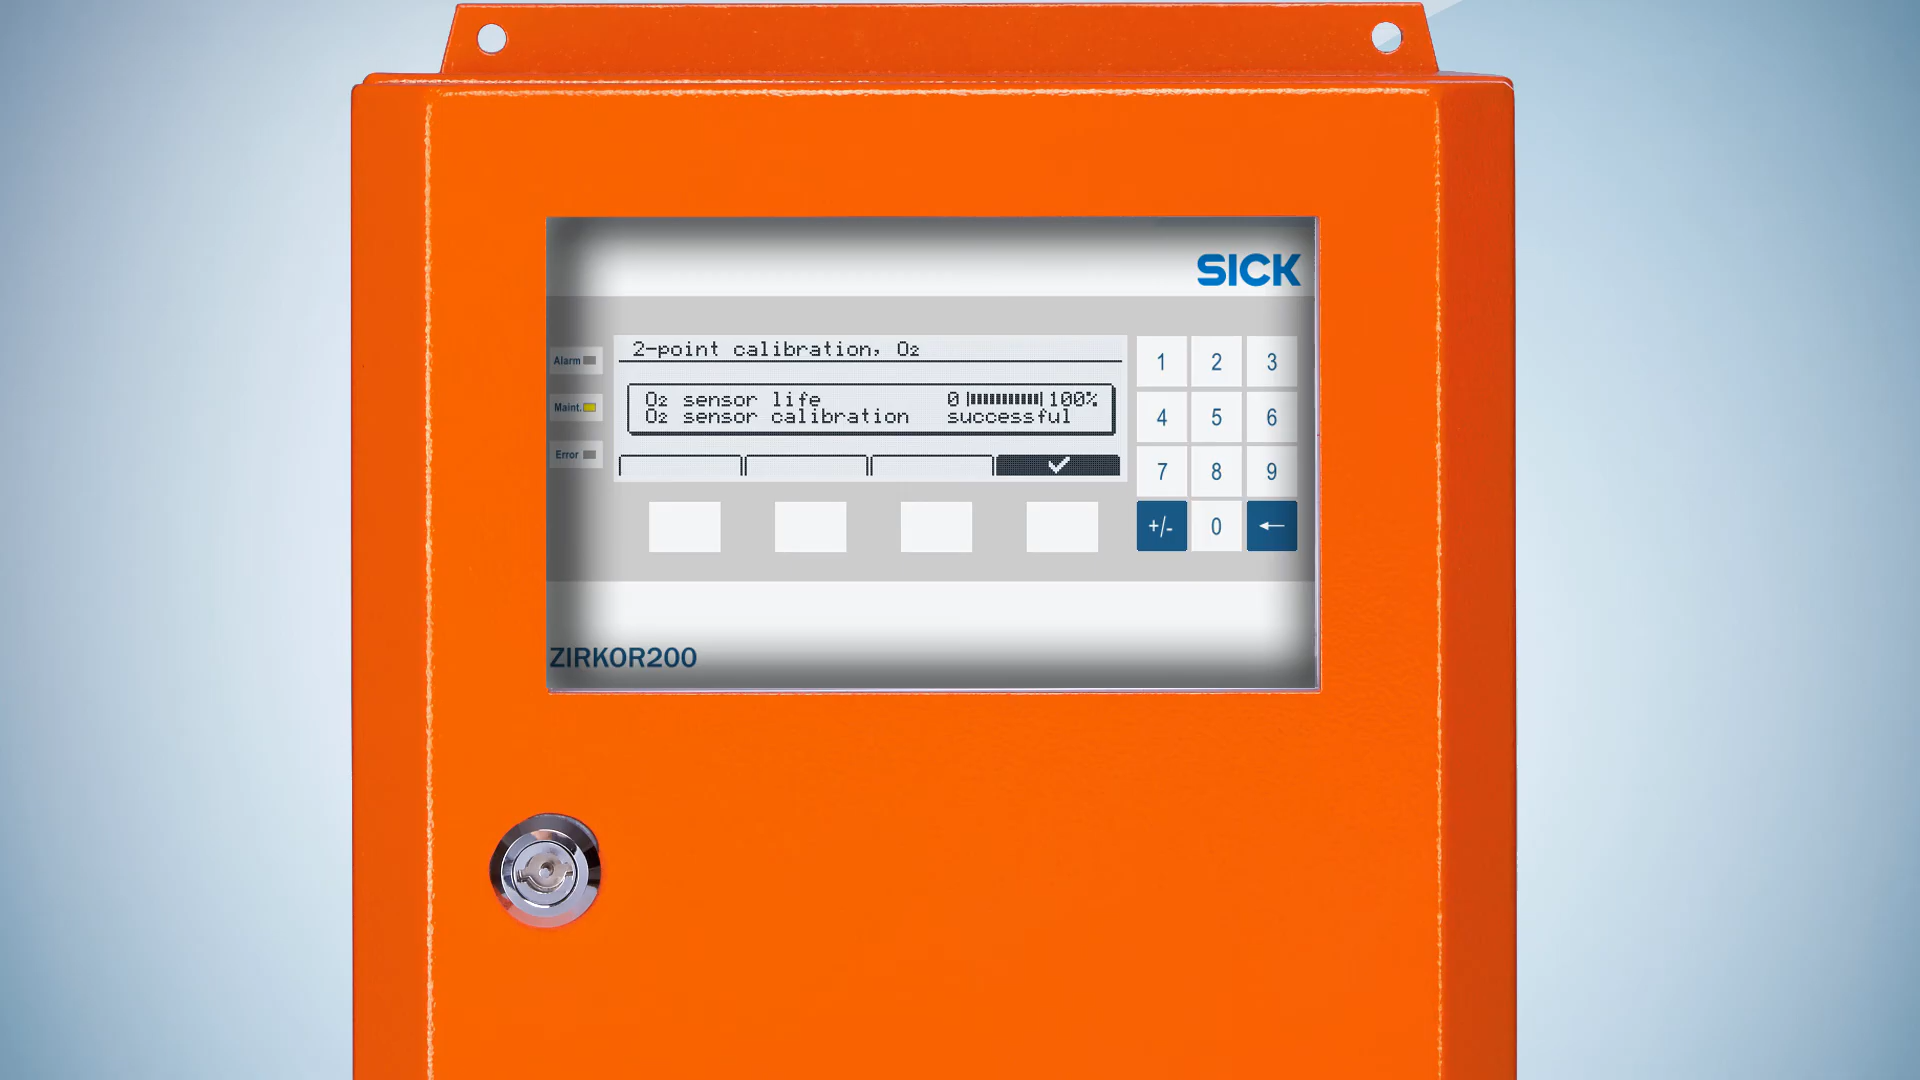 SICK
Alarm
Maint.
Error
2-point calibration, O₂
O₂ sensor life 0 100%
O₂ sensor calibration successful
1 2 3
4 5 6
7 8 9
+/- 0 ←
ZIRKOR200